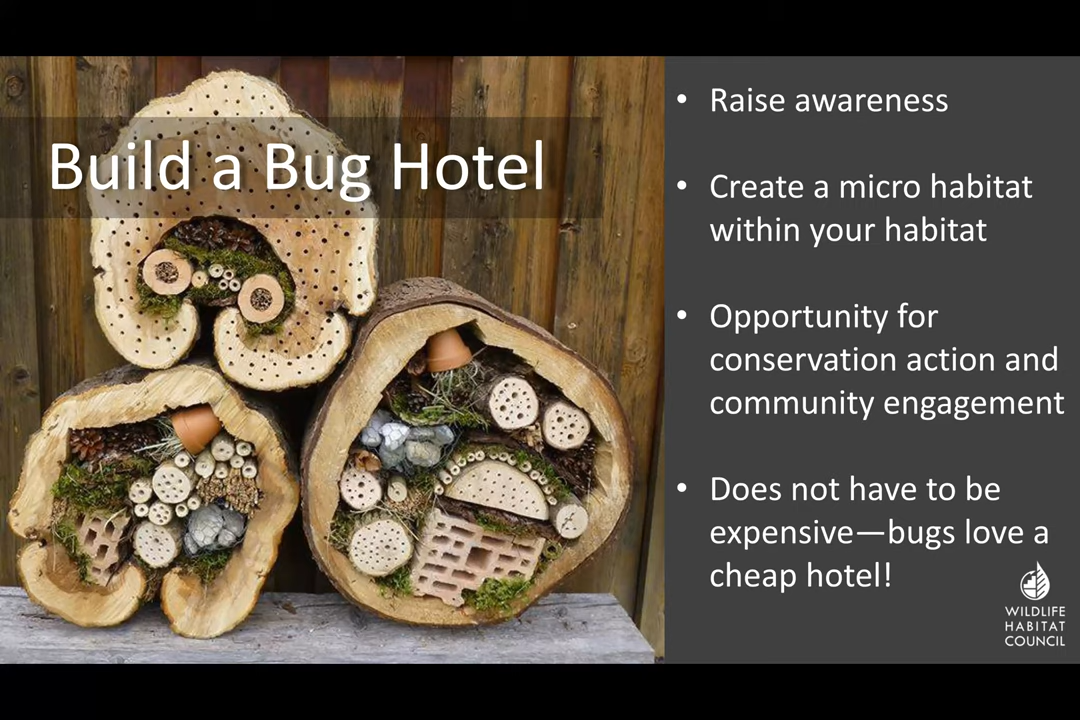 Build a Bug Hotel
• Raise awareness
• Create a micro habitat
within your habitat
• Opportunity for
conservation action and
community engagement
• Does not have to be
expensive—bugs love a
cheap hotel!
WILDLIFE
HABITAT
COUNCIL